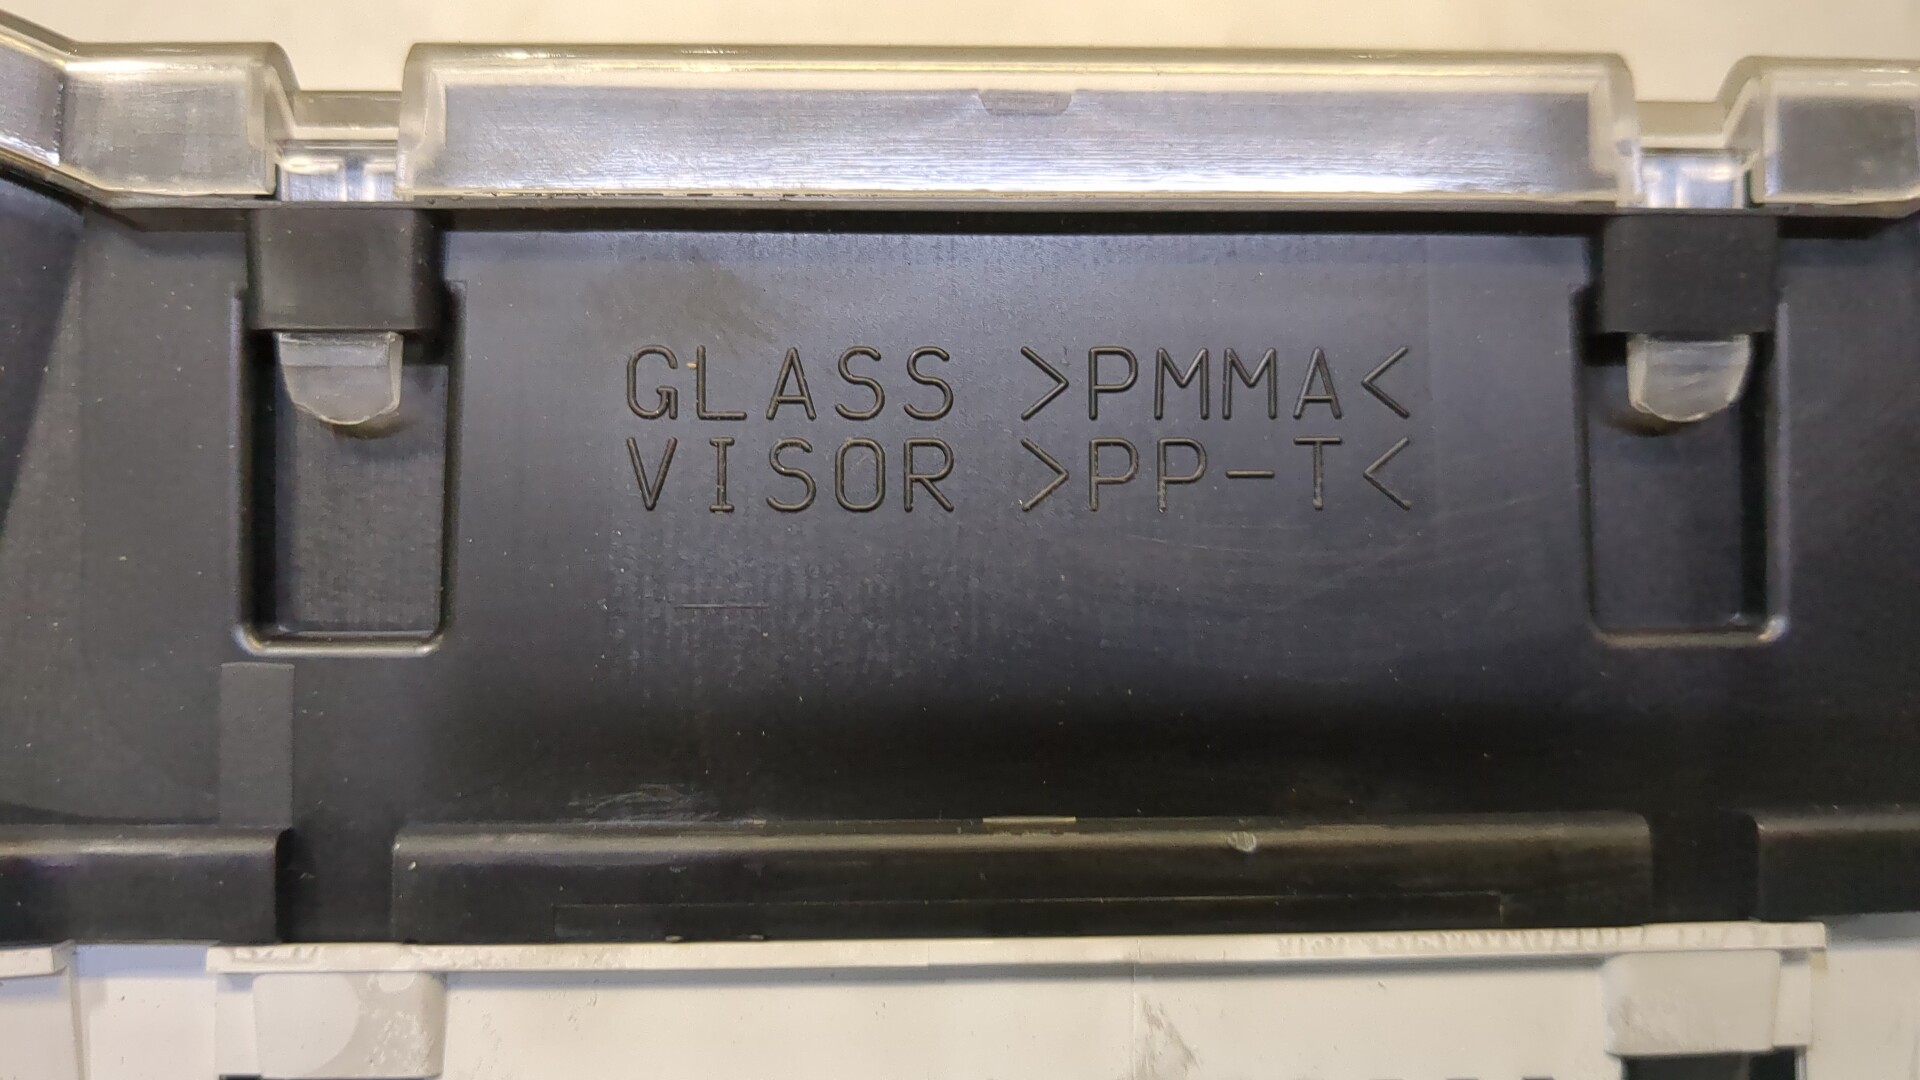 GLASS >PMMA<
VISOR >PP-T<